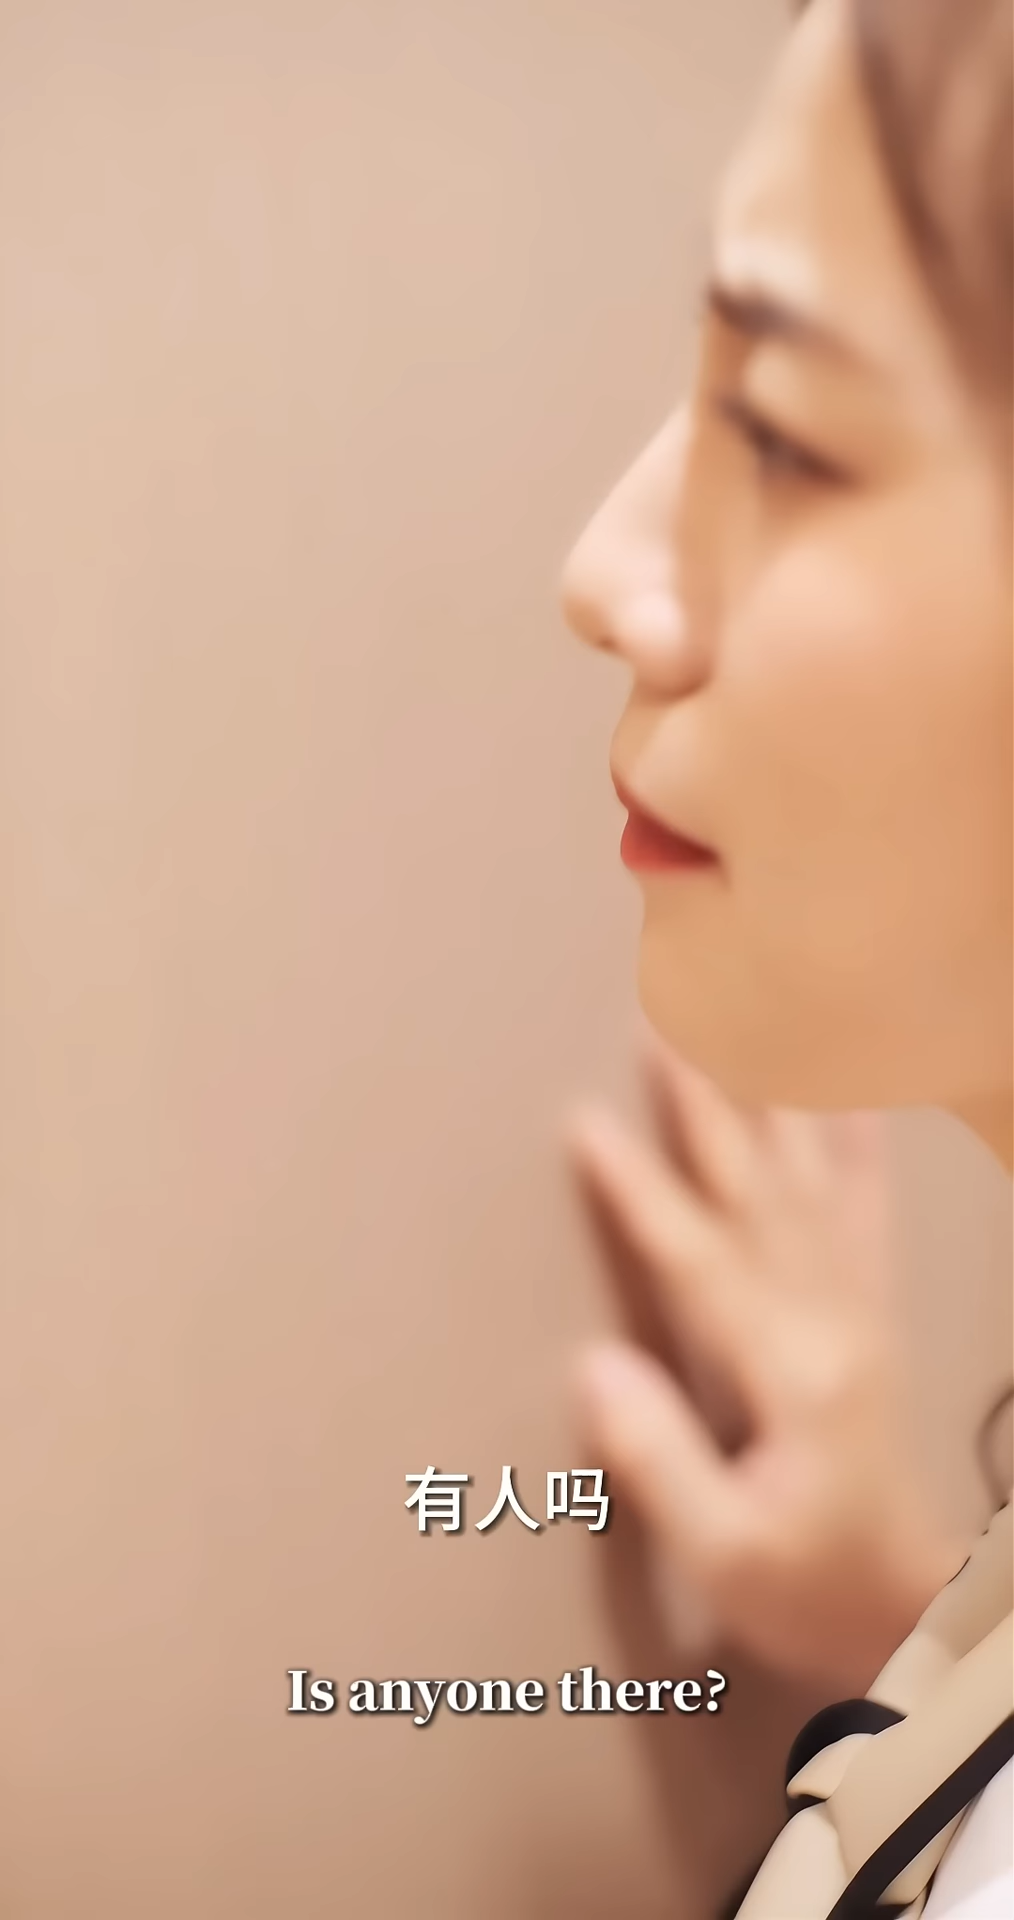 有人吗
Is anyone there?